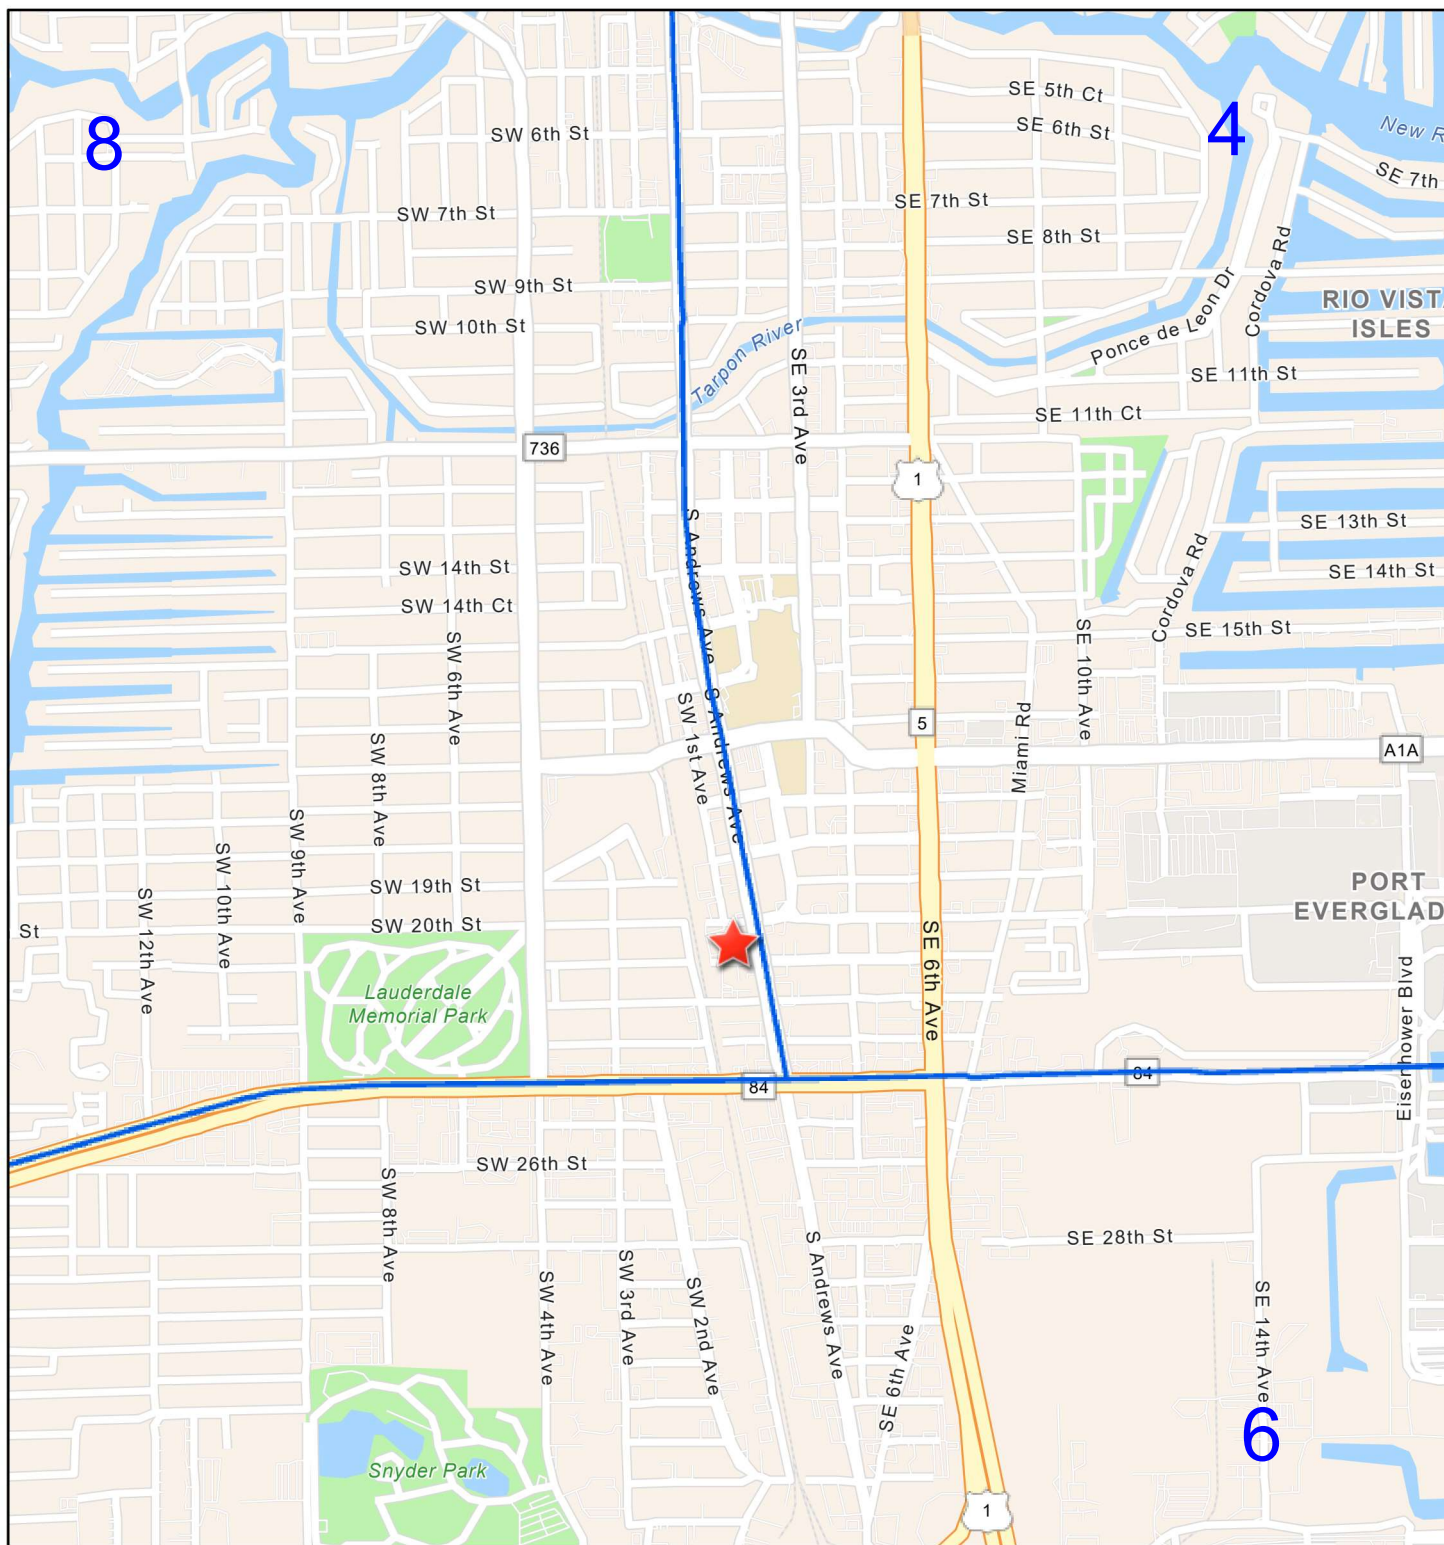 8
4
SE 5th Ct
SW 6th St
SE 6th St
New R
SE 7th
SE 7th St
SW 7th St
SE 8th St
Cordova Rd
SW 9th St
RIO VISTA
ISLES
SW 10th St
Tarpon River
Ponce de Leon Dr
SE 3rd Ave
SE 11th St
SE 11th Ct
736
1
S Andrews Ave
SE 13th St
SW 14th St
SE 14th St
Cordova Rd
SW 14th Ct
SE 15th St
SW 6th Ave
SE 10th Ave
S Andrews Ave
SW 1st Ave
5
Miami Rd
A1A
SW 8th Ave
SW 9th Ave
SW 10th Ave
SW 19th St
PORT
EVERGLAD
SW 12th Ave
SW 20th St
St
SE 6th Ave
Lauderdale
Memorial Park
Eisenhower Blvd
84
84
SW 26th St
SW 8th Ave
SE 28th St
S Andrews Ave
SW 3rd Ave
SW 4th Ave
SW 2nd Ave
SE 14th Ave
SE 6th Ave
6
Snyder Park
1